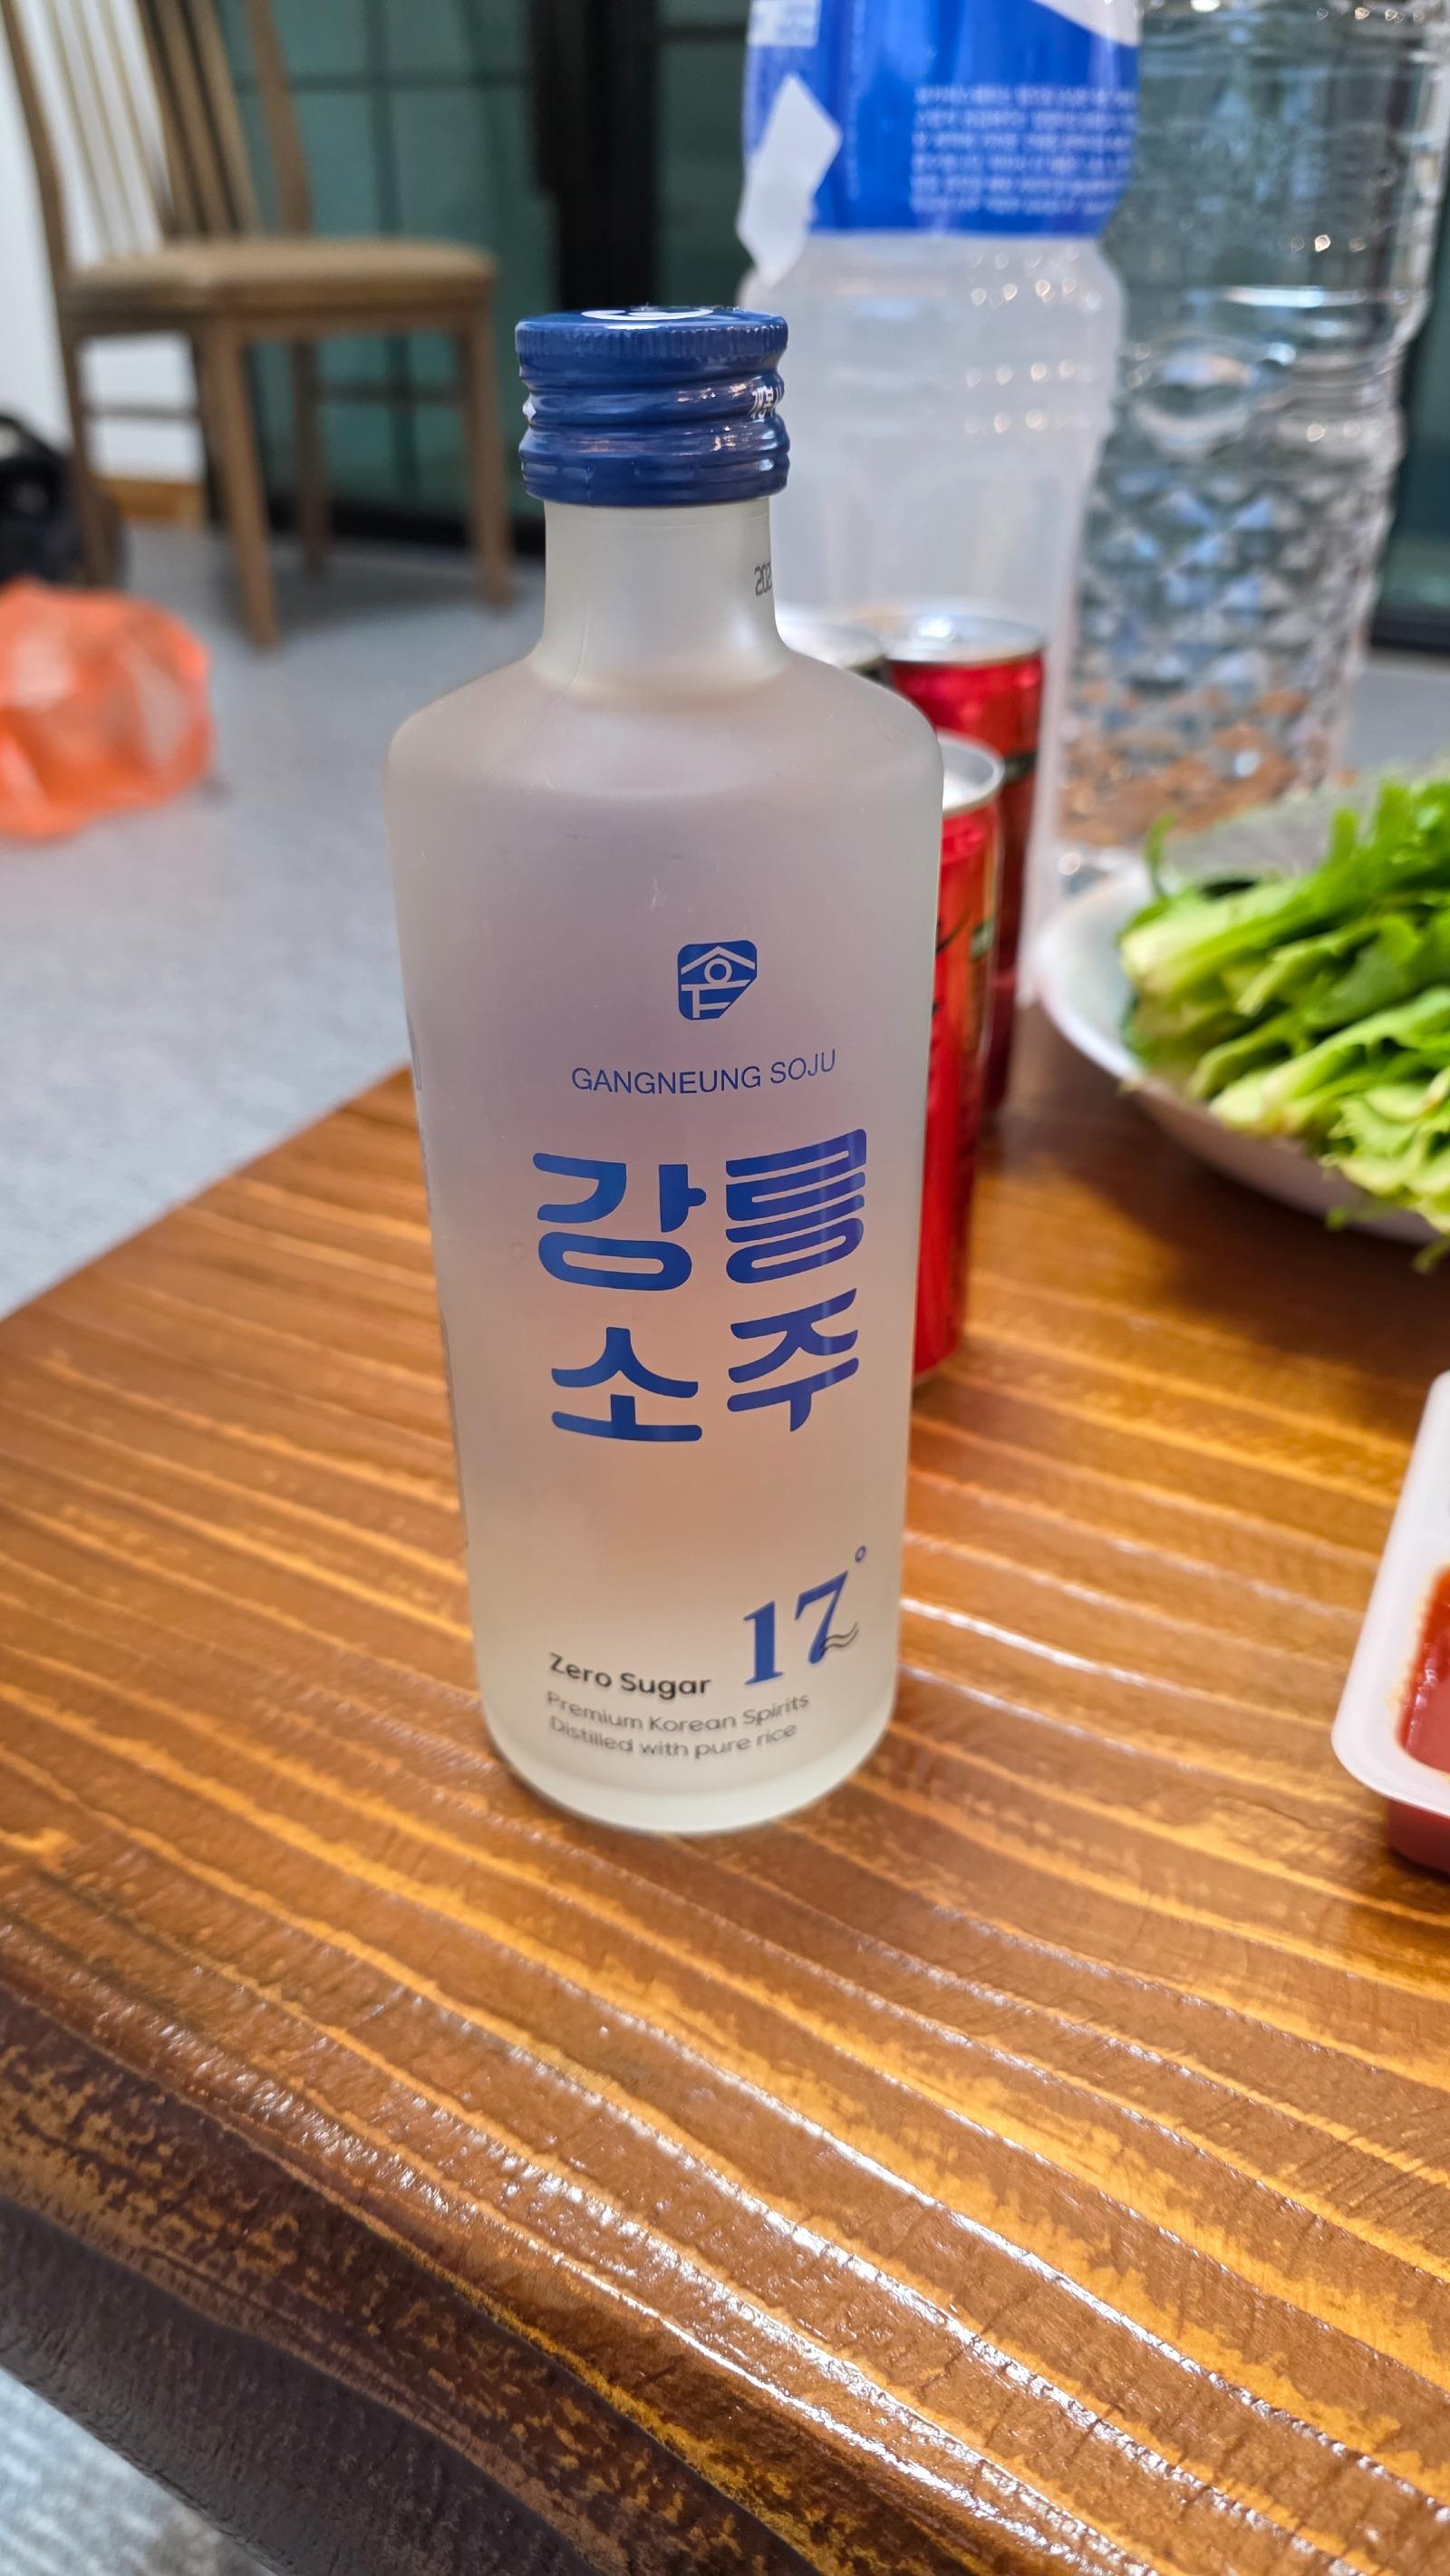 GANGNEUNG SOJU
강릉
소주
17°
Zero Sugar
Premium Korean Spirits
Distilled with pure rice